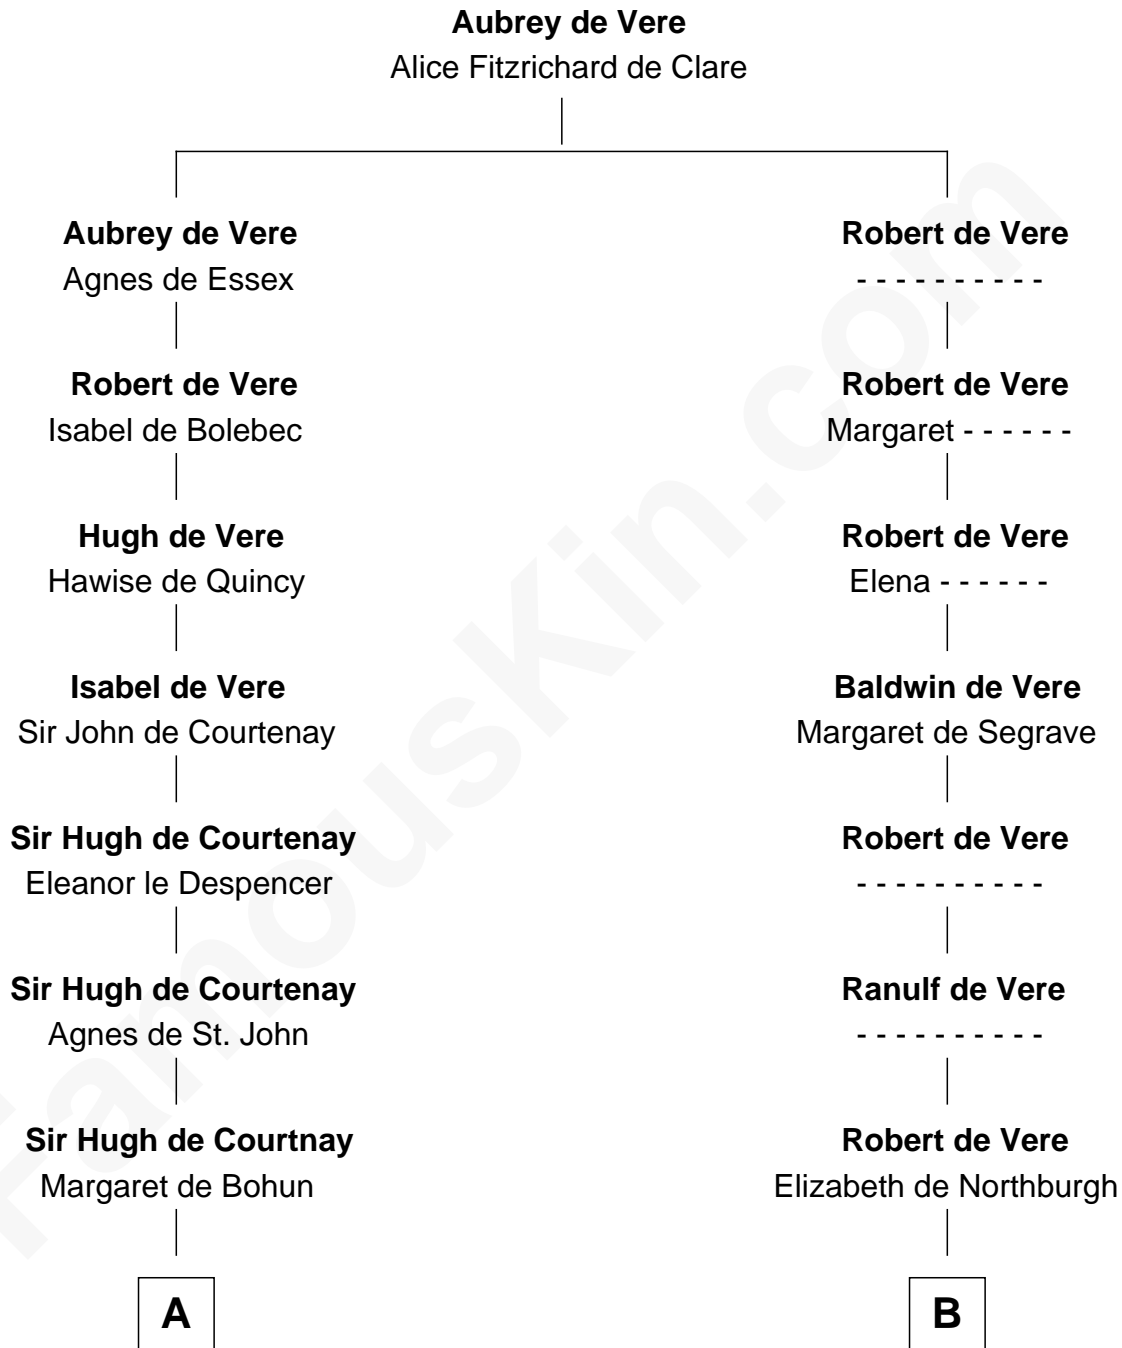 Aubrey de Vere
Alice Fitzrichard de Clare
Aubrey de Vere
Agnes de Essex
Robert de Vere
- - - - - - - - - -
Robert de Vere
Isabel de Bolebec
Robert de Vere
Margaret - - - - - -
Hugh de Vere
Hawise de Quincy
Robert de Vere
Elena - - - - - -
Isabel de Vere
Sir John de Courtenay
Baldwin de Vere
Margaret de Segrave
Sir Hugh de Courtenay
Eleanor le Despencer
Robert de Vere
- - - - - - - - - -
Sir Hugh de Courtenay
Agnes de St. John
Ranulf de Vere
- - - - - - - - - -
Sir Hugh de Courtnay
Margaret de Bohun
Robert de Vere
Elizabeth de Northburgh
A
B
FamousKin.com